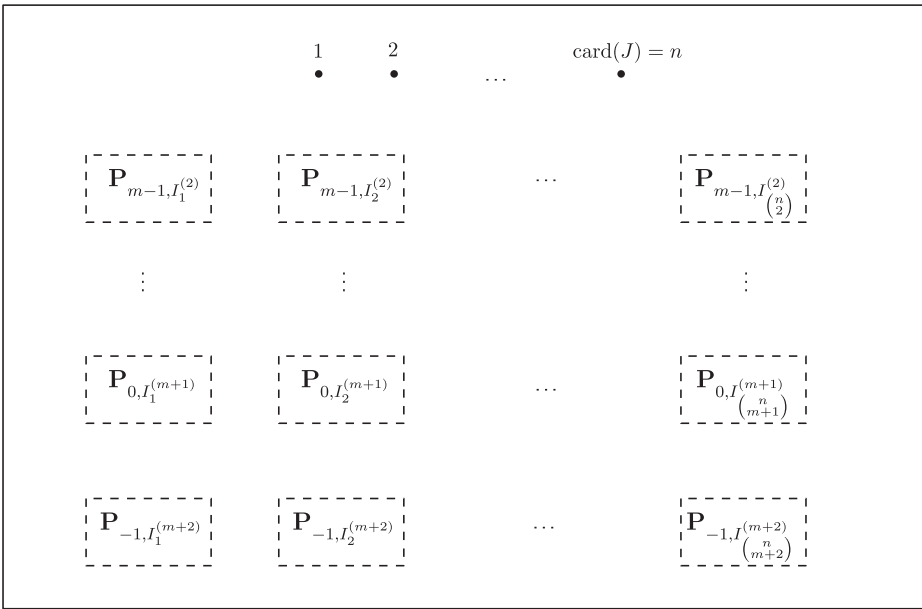 1 2 card(J) = n
• • …
P_{m−1,I_1^{(2)}} P_{m−1,I_2^{(2)}} … P_{m−1,I_{\binom{n}{2}}^{(2)}}
⋮ ⋮ ⋮
P_{0,I_1^{(m+1)}} P_{0,I_2^{(m+1)}} … P_{0,I_{\binom{n}{m+1}}^{(m+1)}}
P_{−1,I_1^{(m+2)}} P_{−1,I_2^{(m+2)}} … P_{−1,I_{\binom{n}{m+2}}^{(m+2)}}